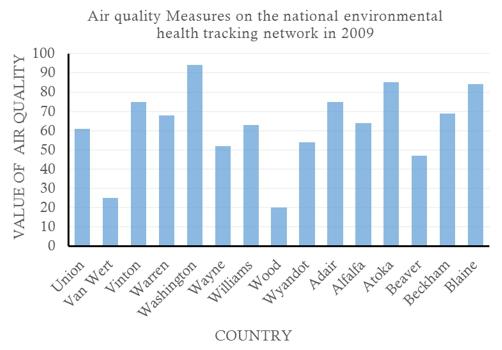 Air quality Measures on the national environmental
health tracking network in 2009
VALUE OF AIR QUALITY
100
90
80
70
60
50
40
30
20
10
0
Union
Van Wert
Vinton
Warren
Washington
Wayne
Williams
Wood
Wyandot
Adair
Alfalfa
Atoka
Beaver
Beckham
Blaine
COUNTRY